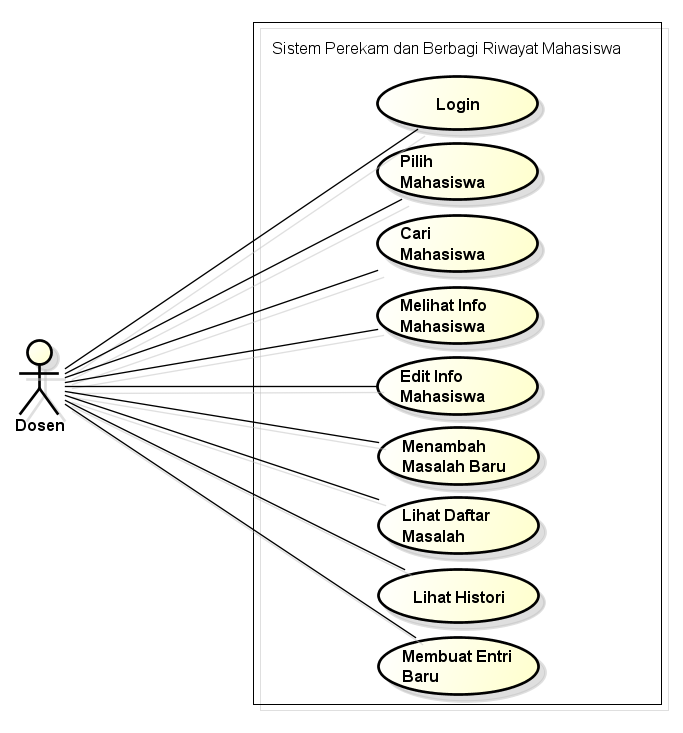 Sistem Perekam dan Berbagi Riwayat Mahasiswa
Login
Pilih
Mahasiswa
Cari
Mahasiswa
Melihat Info
Mahasiswa
Edit Info
Mahasiswa
Dosen
Menambah
Masalah Baru
Lihat Daftar
Masalah
Lihat Histori
Membuat Entri
Baru